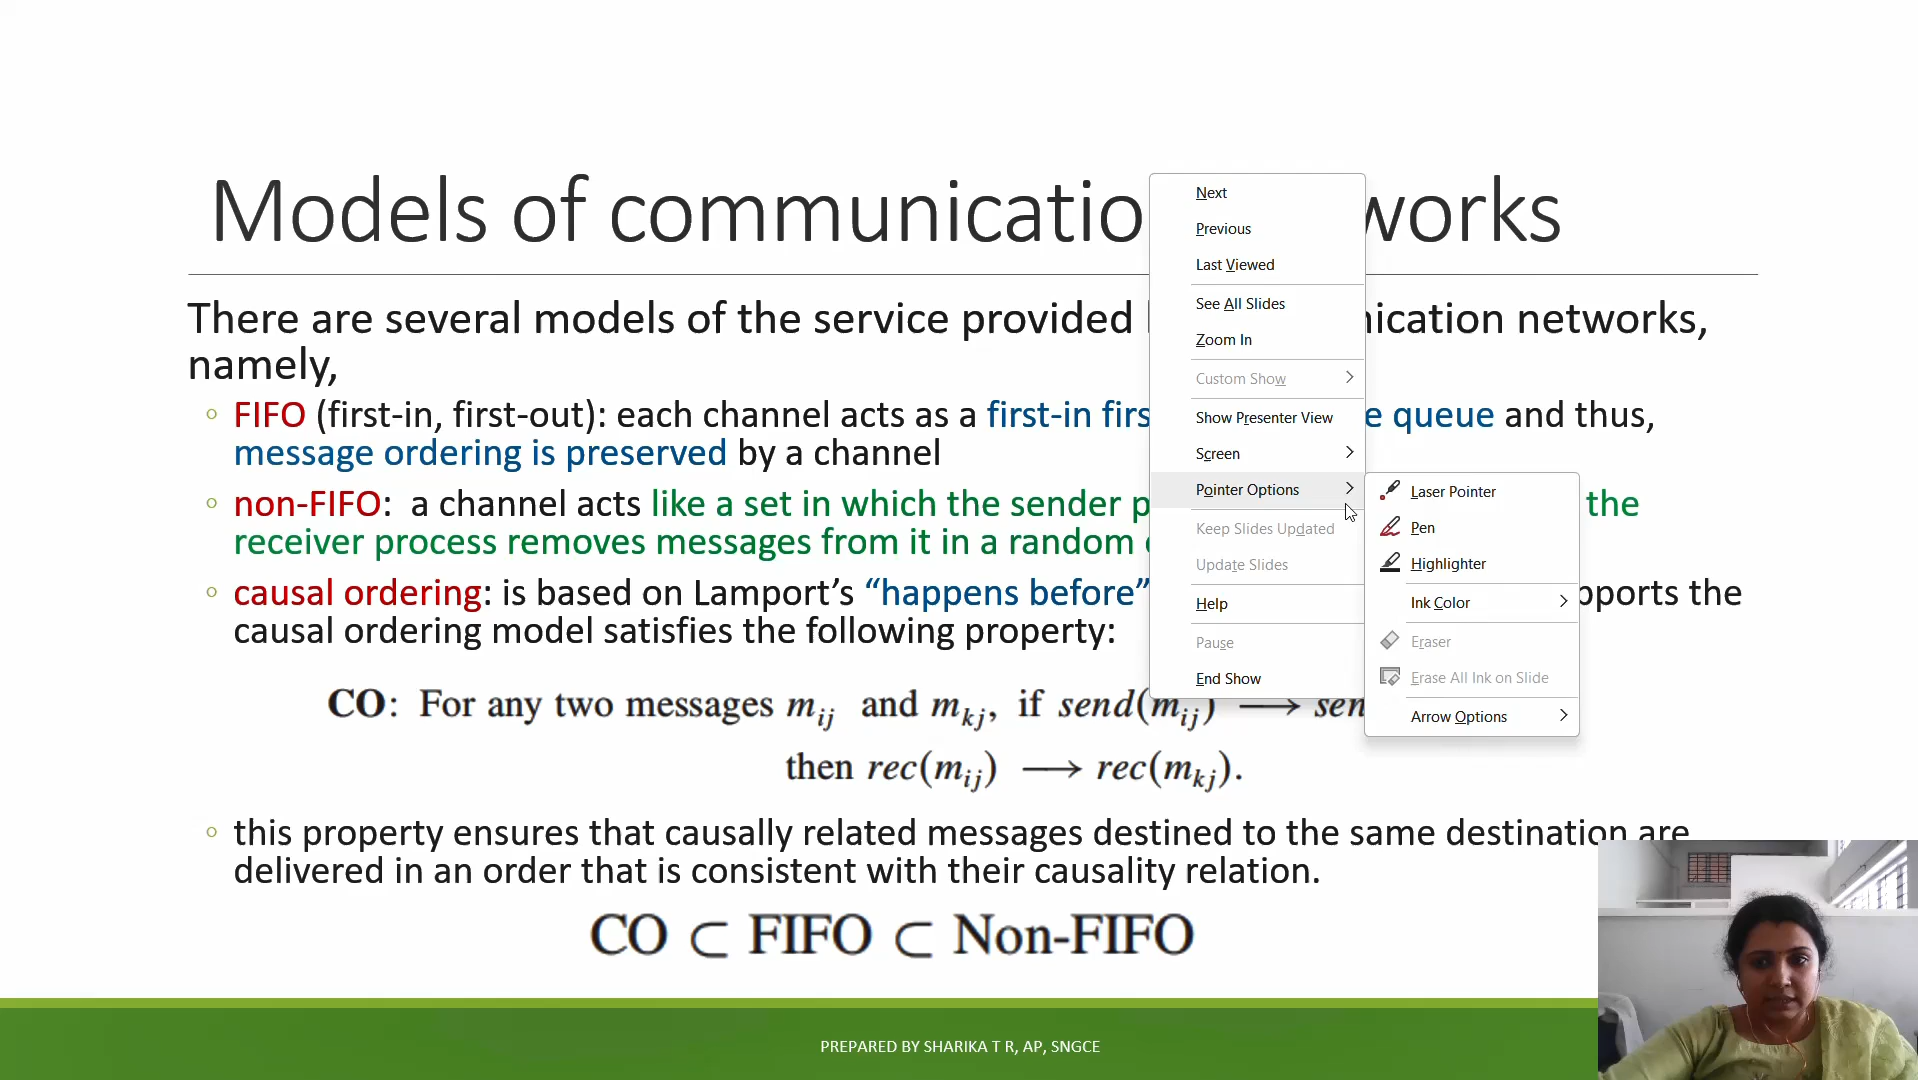 Models of communicatio works
There are several models of the service provided ication networks,
namely,
FIFO (first-in, first-out): each channel acts as a first-in firs e queue and thus,
message ordering is preserved by a channel
non-FIFO: a channel acts like a set in which the sender p the
receiver process removes messages from it in a random
causal ordering: is based on Lamport’s “happens before” pports the
causal ordering model satisfies the following property:
CO: For any two messages mij and mkj, if send(mij) ⟶ sen
then rec(mij) ⟶ rec(mkj).
this property ensures that causally related messages destined to the same destination are
delivered in an order that is consistent with their causality relation.
CO ⊂ FIFO ⊂ Non-FIFO
PREPARED BY SHARIKA T R, AP, SNGCE
Next
Previous
Last Viewed
See All Slides
Zoom In
Custom Show
Show Presenter View
Screen
Pointer Options
Keep Slides Updated
Update Slides
Help
Pause
End Show
Laser Pointer
Pen
Highlighter
Ink Color
Eraser
Erase All Ink on Slide
Arrow Options